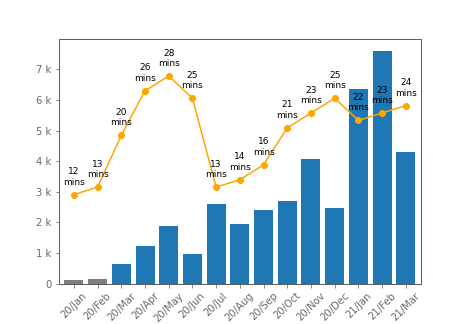 28
mins
26
mins
25
mins
25
mins
24
mins
23
mins
23
mins
22
mins
21
mins
20
mins
16
mins
14
mins
13
mins
13
mins
12
mins
7 k
6 k
5 k
4 k
3 k
2 k
1 k
0
20/Jan
20/Feb
20/Mar
20/Apr
20/May
20/Jun
20/Jul
20/Aug
20/Sep
20/Oct
20/Nov
20/Dec
21/Jan
21/Feb
21/Mar